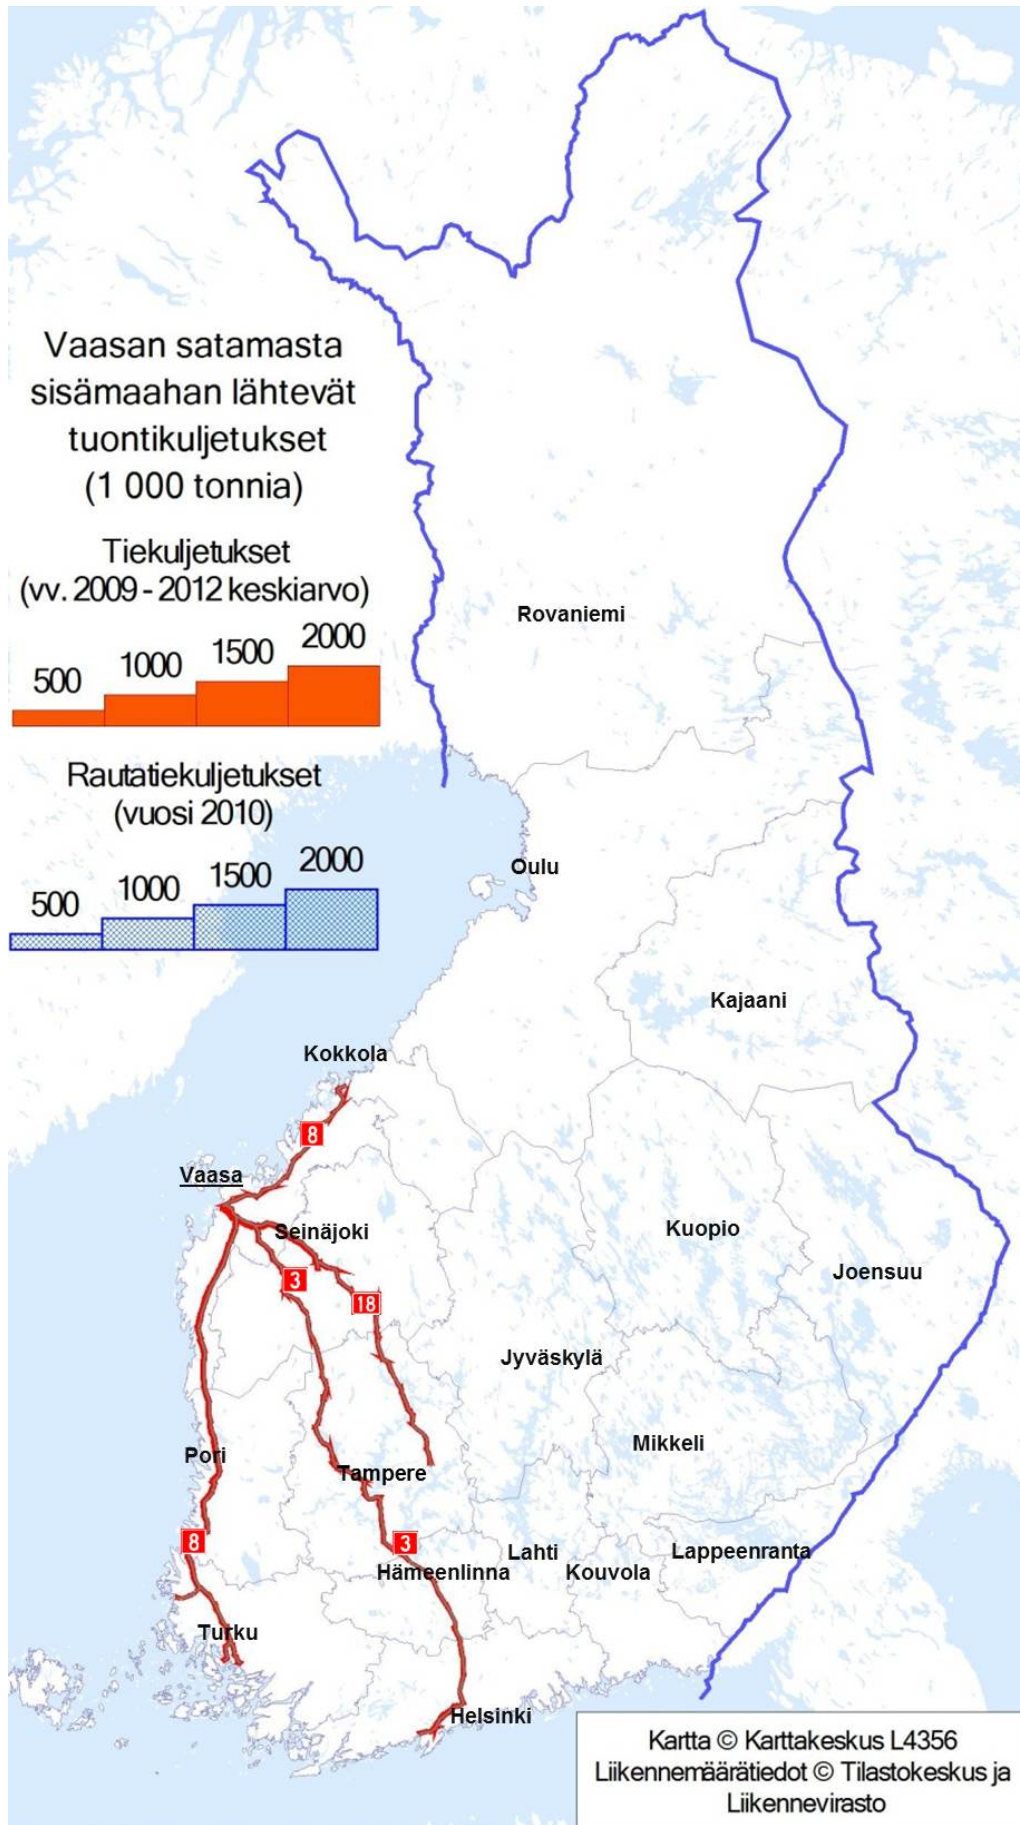 Vaasan satamasta
sisämaahan lähtevät
tuontikuljetukset
(1 000 tonnia)
Tiekuljetukset
(vv. 2009 - 2012 keskiarvo)
500 1000 1500 2000
Rautatiekuljetukset
(vuosi 2010)
500 1000 1500 2000
Rovaniemi
Oulu
Kajaani
Kokkola
8
Vaasa
Seinäjoki
Kuopio
Joensuu
3
18
Jyväskylä
Mikkeli
Pori
Tampere
8
3
Lahti
Lappeenranta
Hämeenlinna
Kouvola
Turku
Helsinki
Kartta © Karttakeskus L4356
Liikennemäärätiedot © Tilastokeskus ja
Liikennevirasto